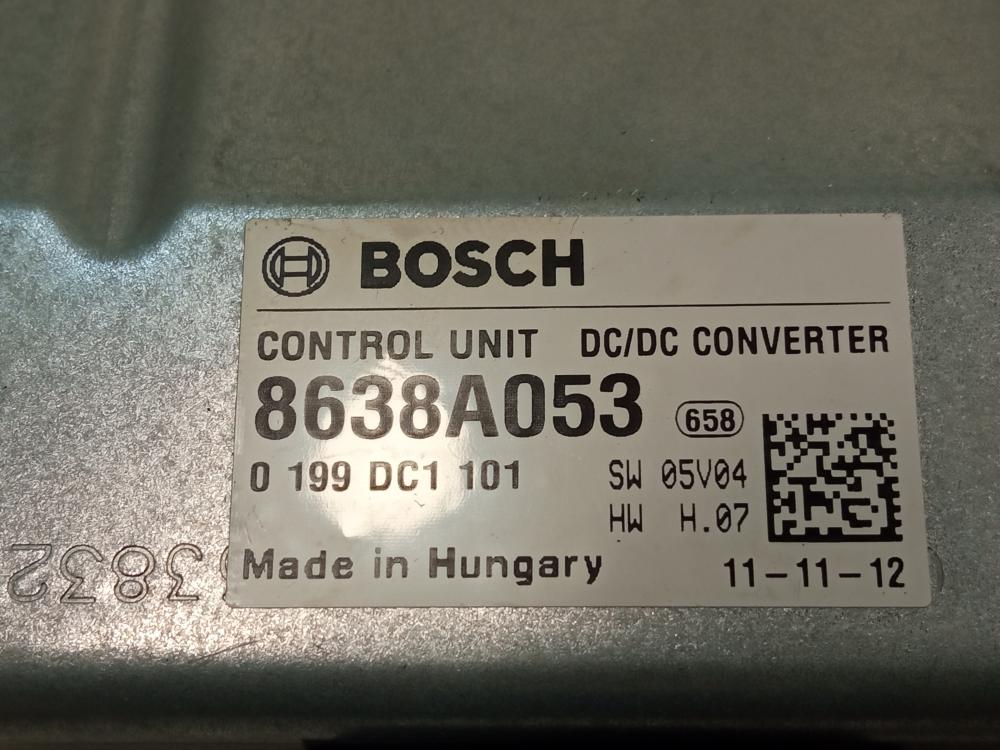 BOSCH
CONTROL UNIT DC/DC CONVERTER
8638A053 658
0 199 DC1 101 SW 05V04
HW H.07
Made in Hungary 11-11-12
3832